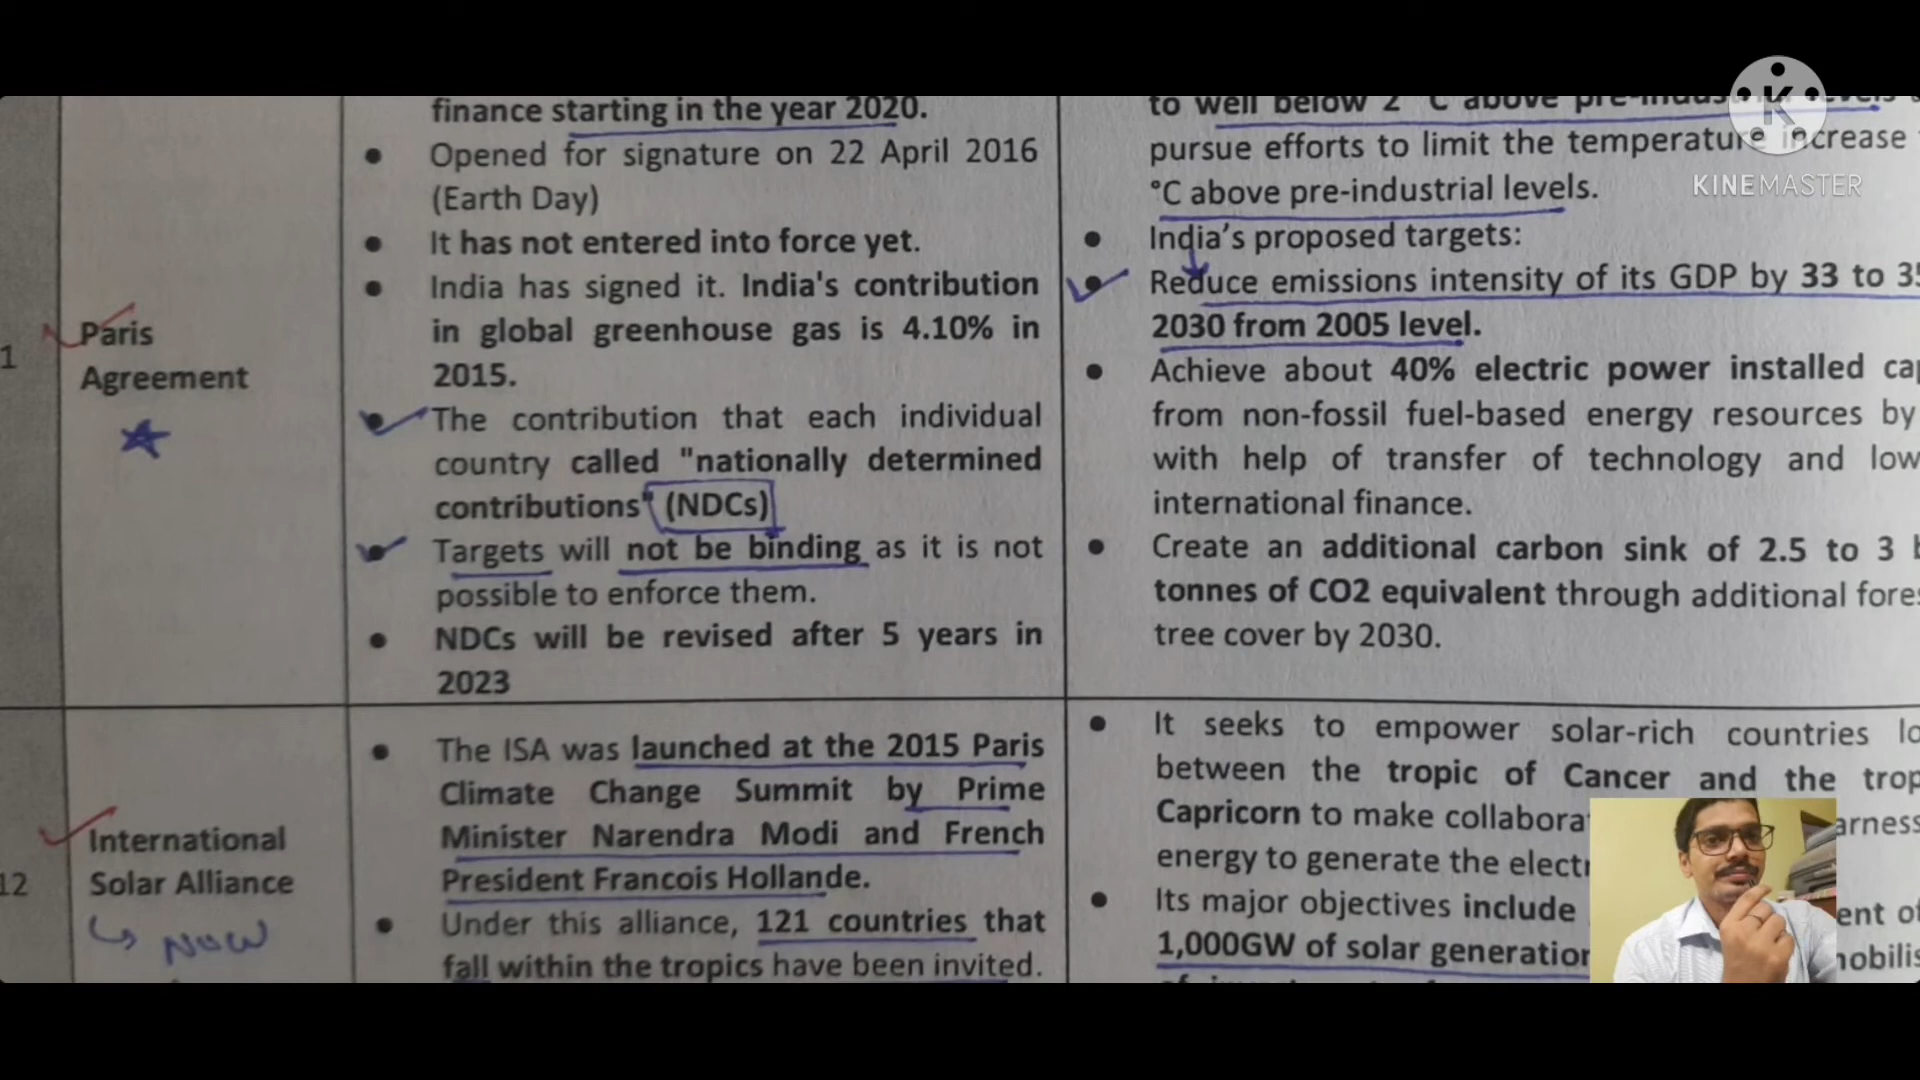 finance starting in the year 2020.
Opened for signature on 22 April 2016
(Earth Day)
It has not entered into force yet.
India has signed it. India's contribution
in global greenhouse gas is 4.10% in
2015.
The contribution that each individual
country called "nationally determined
contributions" (NDCs)
Targets will not be binding as it is not
possible to enforce them.
NDCs will be revised after 5 years in
2023
1
Paris
Agreement
to well below 2 °C above pre-industrial levels
pursue efforts to limit the temperature increase
°C above pre-industrial levels.
India's proposed targets:
Reduce emissions intensity of its GDP by 33 to
2030 from 2005 level.
Achieve about 40% electric power installed
from non-fossil fuel-based energy resources by
with help of transfer of technology and low
international finance.
Create an additional carbon sink of 2.5 to 3
tonnes of CO2 equivalent through additional
tree cover by 2030.
12
International
Solar Alliance
Now
The ISA was launched at the 2015 Paris
Climate Change Summit by Prime
Minister Narendra Modi and French
President Francois Hollande.
Under this alliance, 121 countries that
fall within the tropics have been invited.
It seeks to empower solar-rich countries
between the tropic of Cancer and the
Capricorn to make
energy to generate the
Its major objectives include
1,000GW of solar generation
K
KINEMASTER